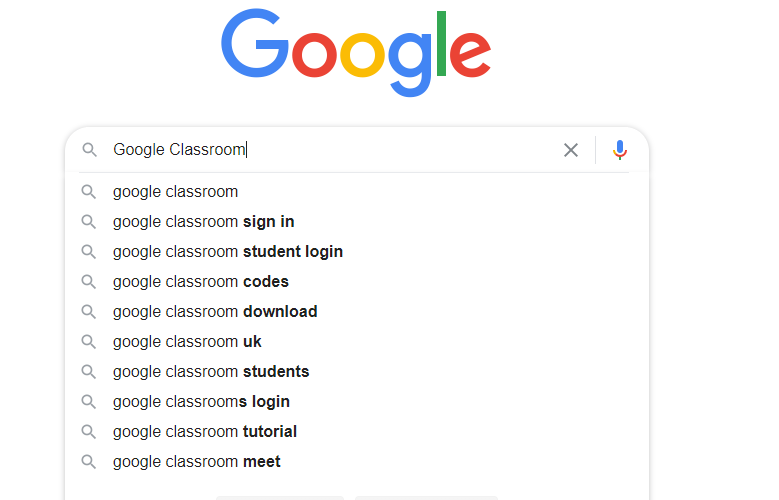 Google
Google Classroom
google classroom
google classroom sign in
google classroom student login
google classroom codes
google classroom download
google classroom uk
google classroom students
google classrooms login
google classroom tutorial
google classroom meet